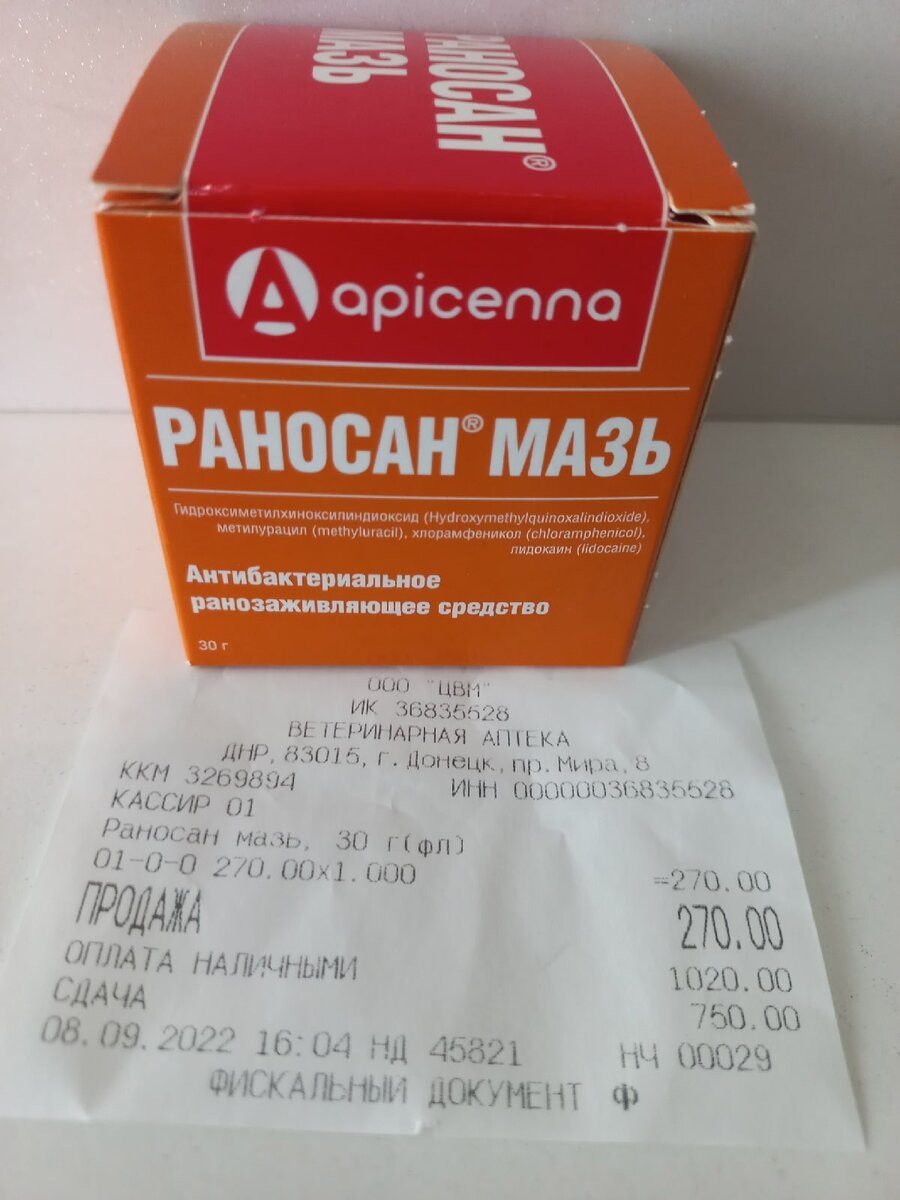 РАНОСАН®
МАЗЬ
apicenna
РАНОСАН® МАЗЬ
Гидроксиметилхиноксилиндиоксид (Hydroxymethylquinoxalindioxide),
метилурацил (methyluracil), хлорамфеникол (chloramphenicol),
лидокаин (lidocaine)
Антибактериальное
ранозаживляющее средство
30 г
ООО "ЦВМ"
ИК 36835528
ВЕТЕРИНАРНАЯ АПТЕКА
ДНР, 83015, г. Донецк, пр. Мира, 8
ККМ 3269894 ИНН 00000036835528
КАССИР 01
Раносан мазь, 30 г(фл)
01-0-0 270.00x1.000 =270.00
ПРОДАЖА 270.00
ОПЛАТА НАЛИЧНЫМИ 1020.00
СДАЧА 750.00
08.09.2022 16:04 НД 45821 НЧ 00029
ФИСКАЛЬНЫЙ ДОКУМЕНТ Ф